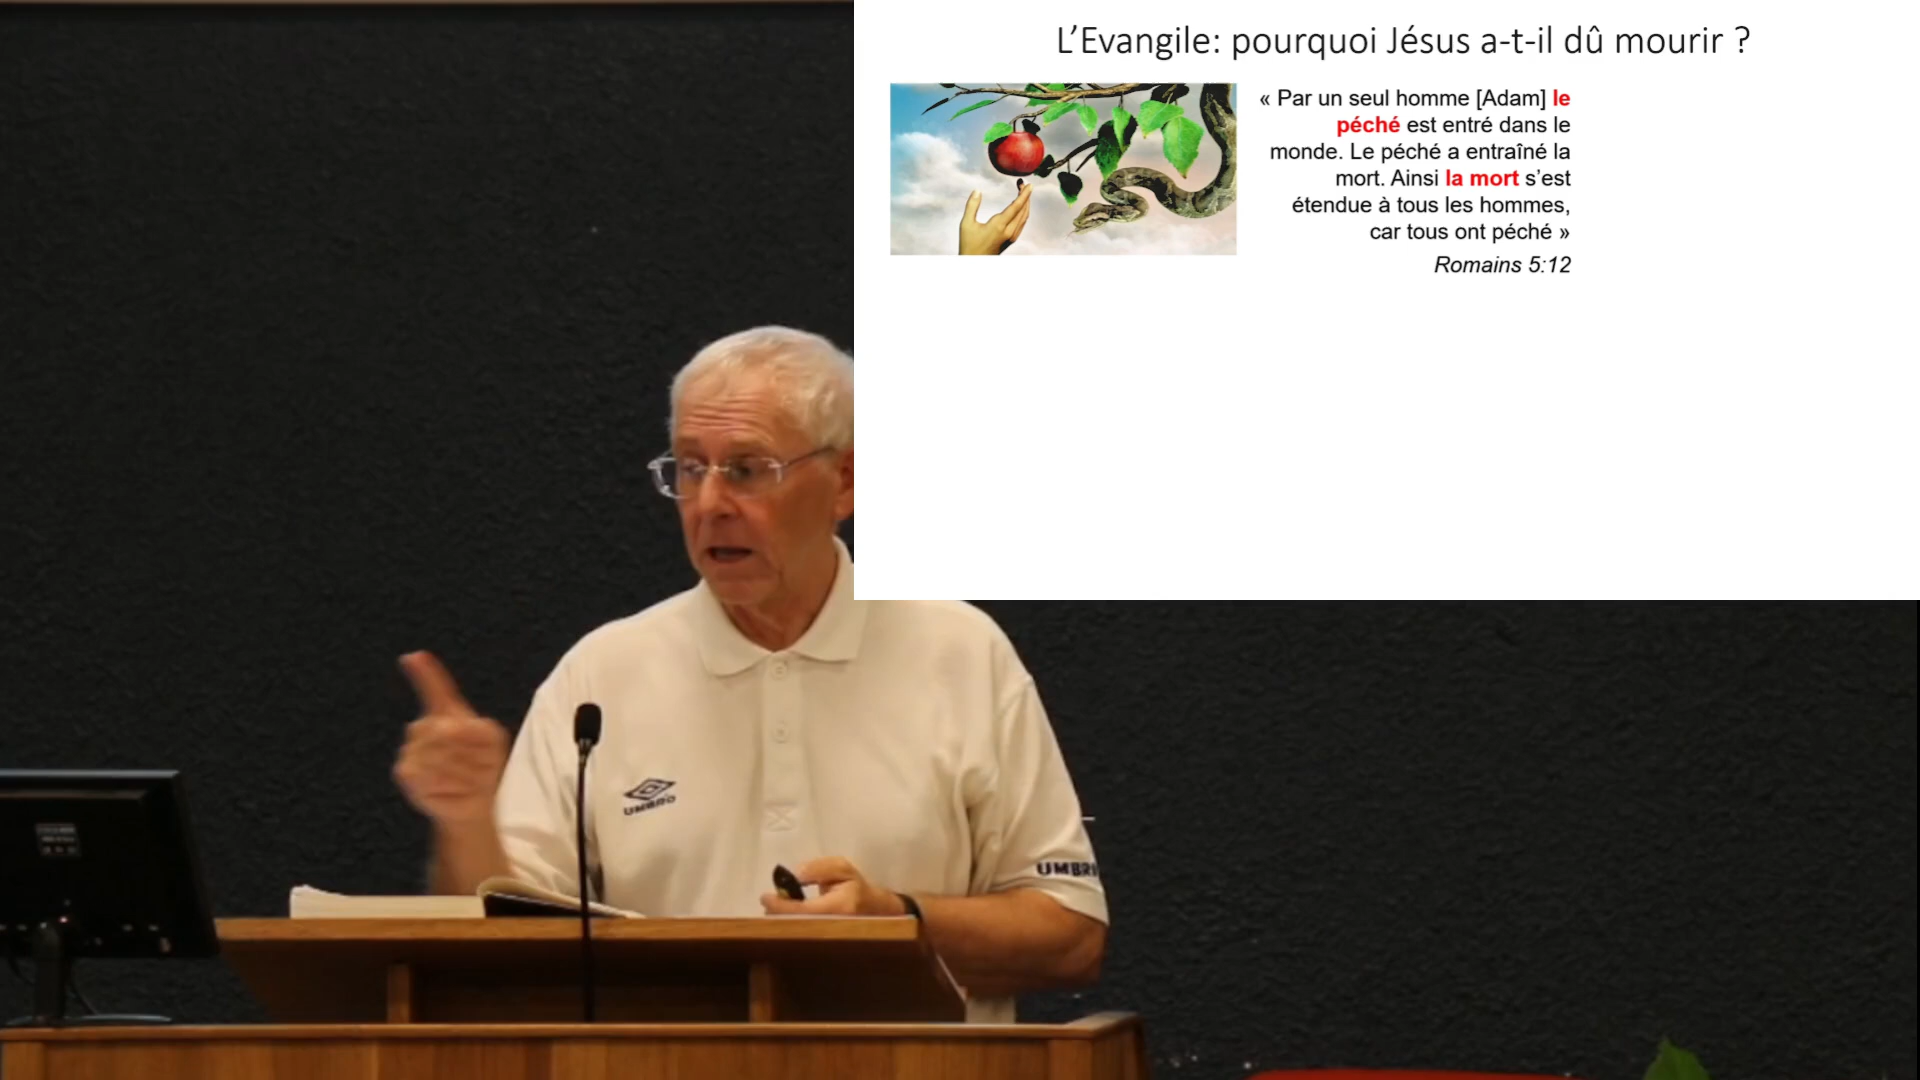 L’Evangile: pourquoi Jésus a-t-il dû mourir ?
« Par un seul homme [Adam] le
péché est entré dans le
monde. Le péché a entraîné la
mort. Ainsi la mort s’est
étendue à tous les hommes,
car tous ont péché »
Romains 5:12
UMBRO
UMBR